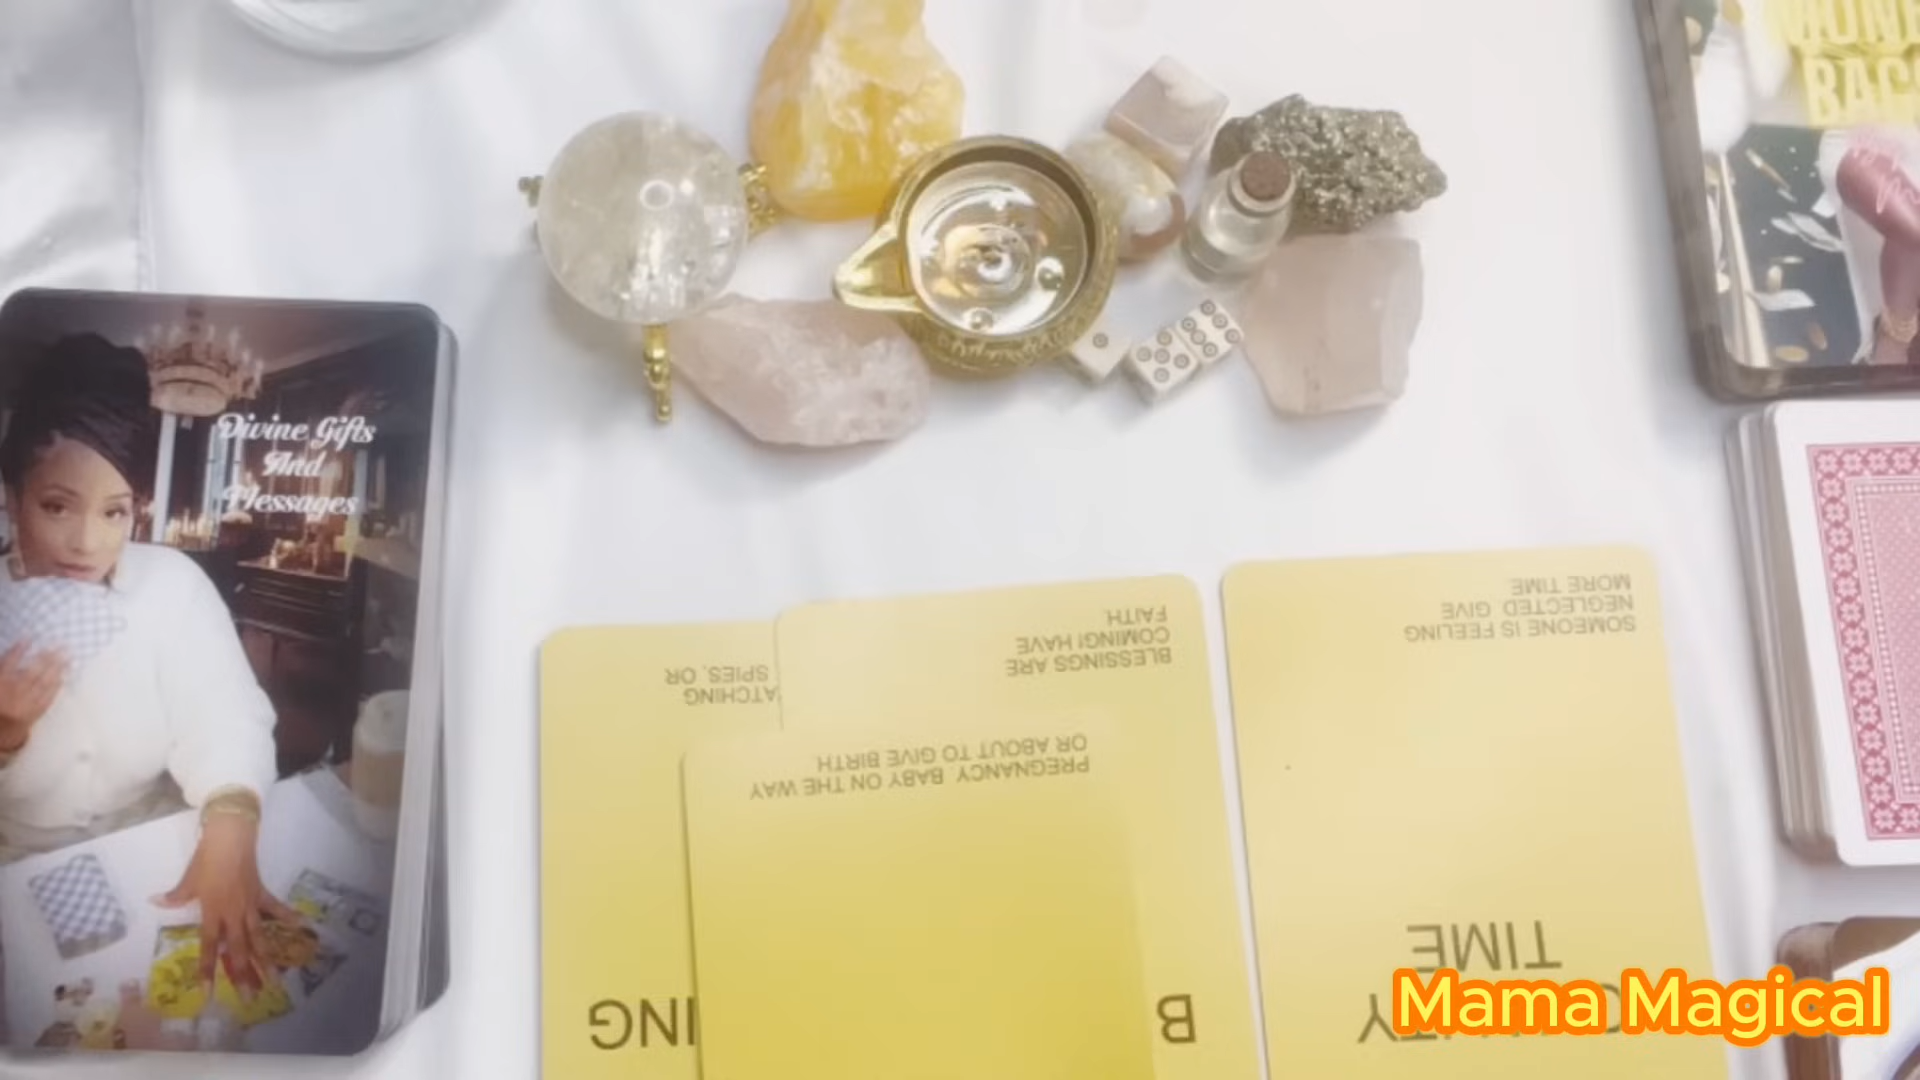 Divine Gifts
And
Messages
SPIES, OR
BLESSINGS ARE
COMING! HAVE
FAITH
PREGNANCY, BABY ON THE WAY
OR ABOUT TO GIVE BIRTH
SOMEONE IS FEELING
NEGLECTED GIVE
MORE TIME
TIME
B
Mama Magical